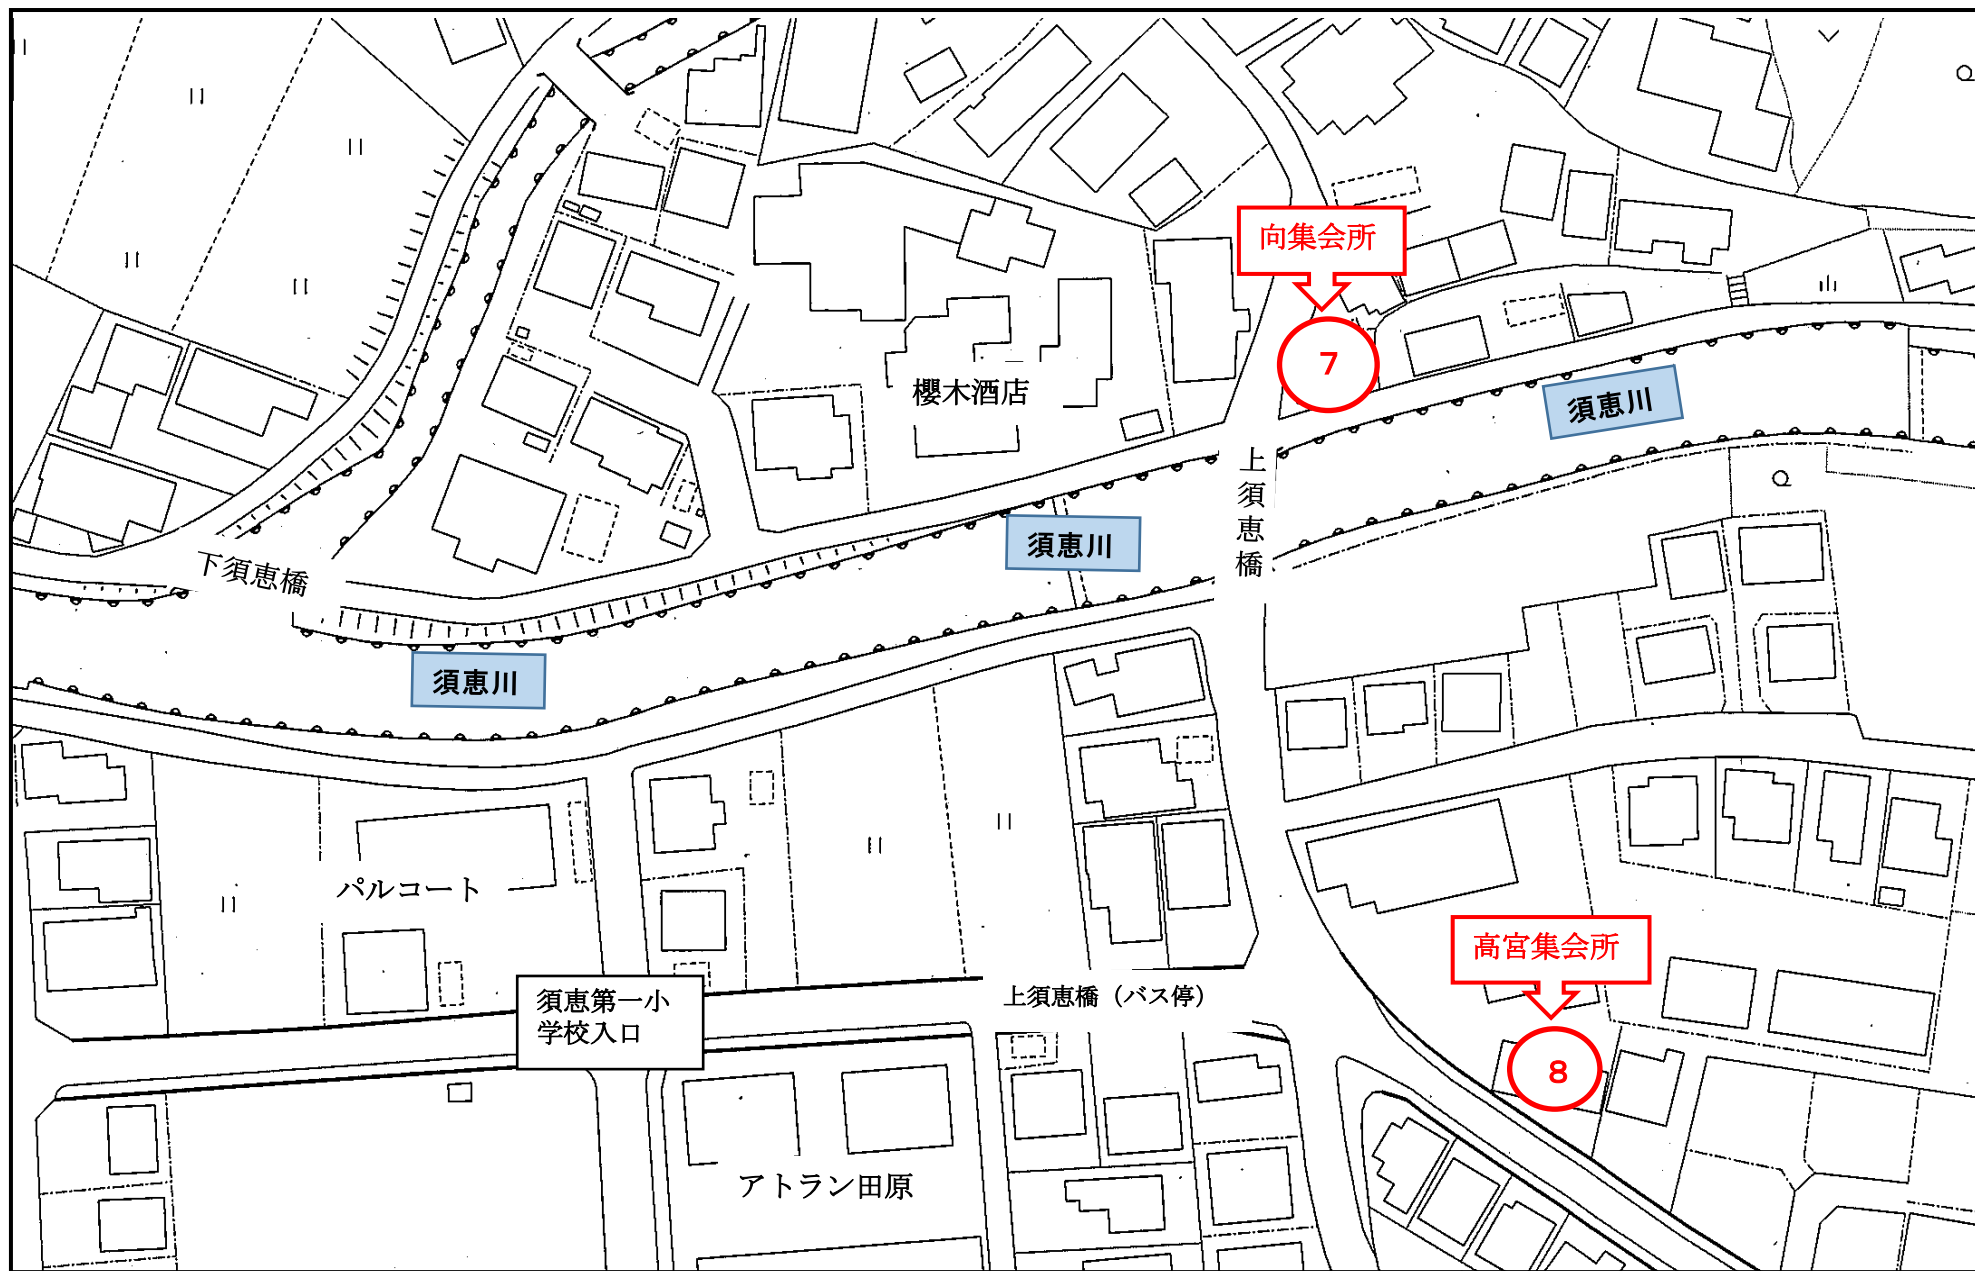 向集会所
7
櫻木酒店
須恵川
上須恵橋
須恵川
下須恵橋
須恵川
パルコート
高宮集会所
須恵第一小
学校入口
上須恵橋（バス停）
8
アトラン田原